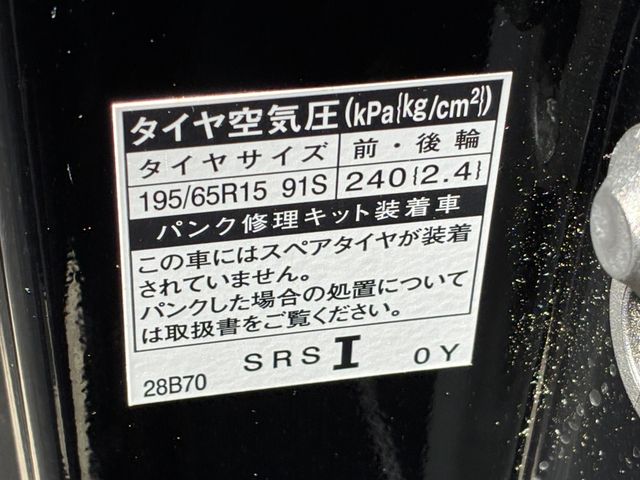 タイヤ空気圧(kPa{kg/cm²})
タイヤサイズ 前・後輪
195/65R15 91S 240{2.4}
パンク修理キット装着車
この車にはスペアタイヤが装着
されていません。
パンクした場合の処置について
は取扱書をご覧ください。
28B70 SRS I 0Y